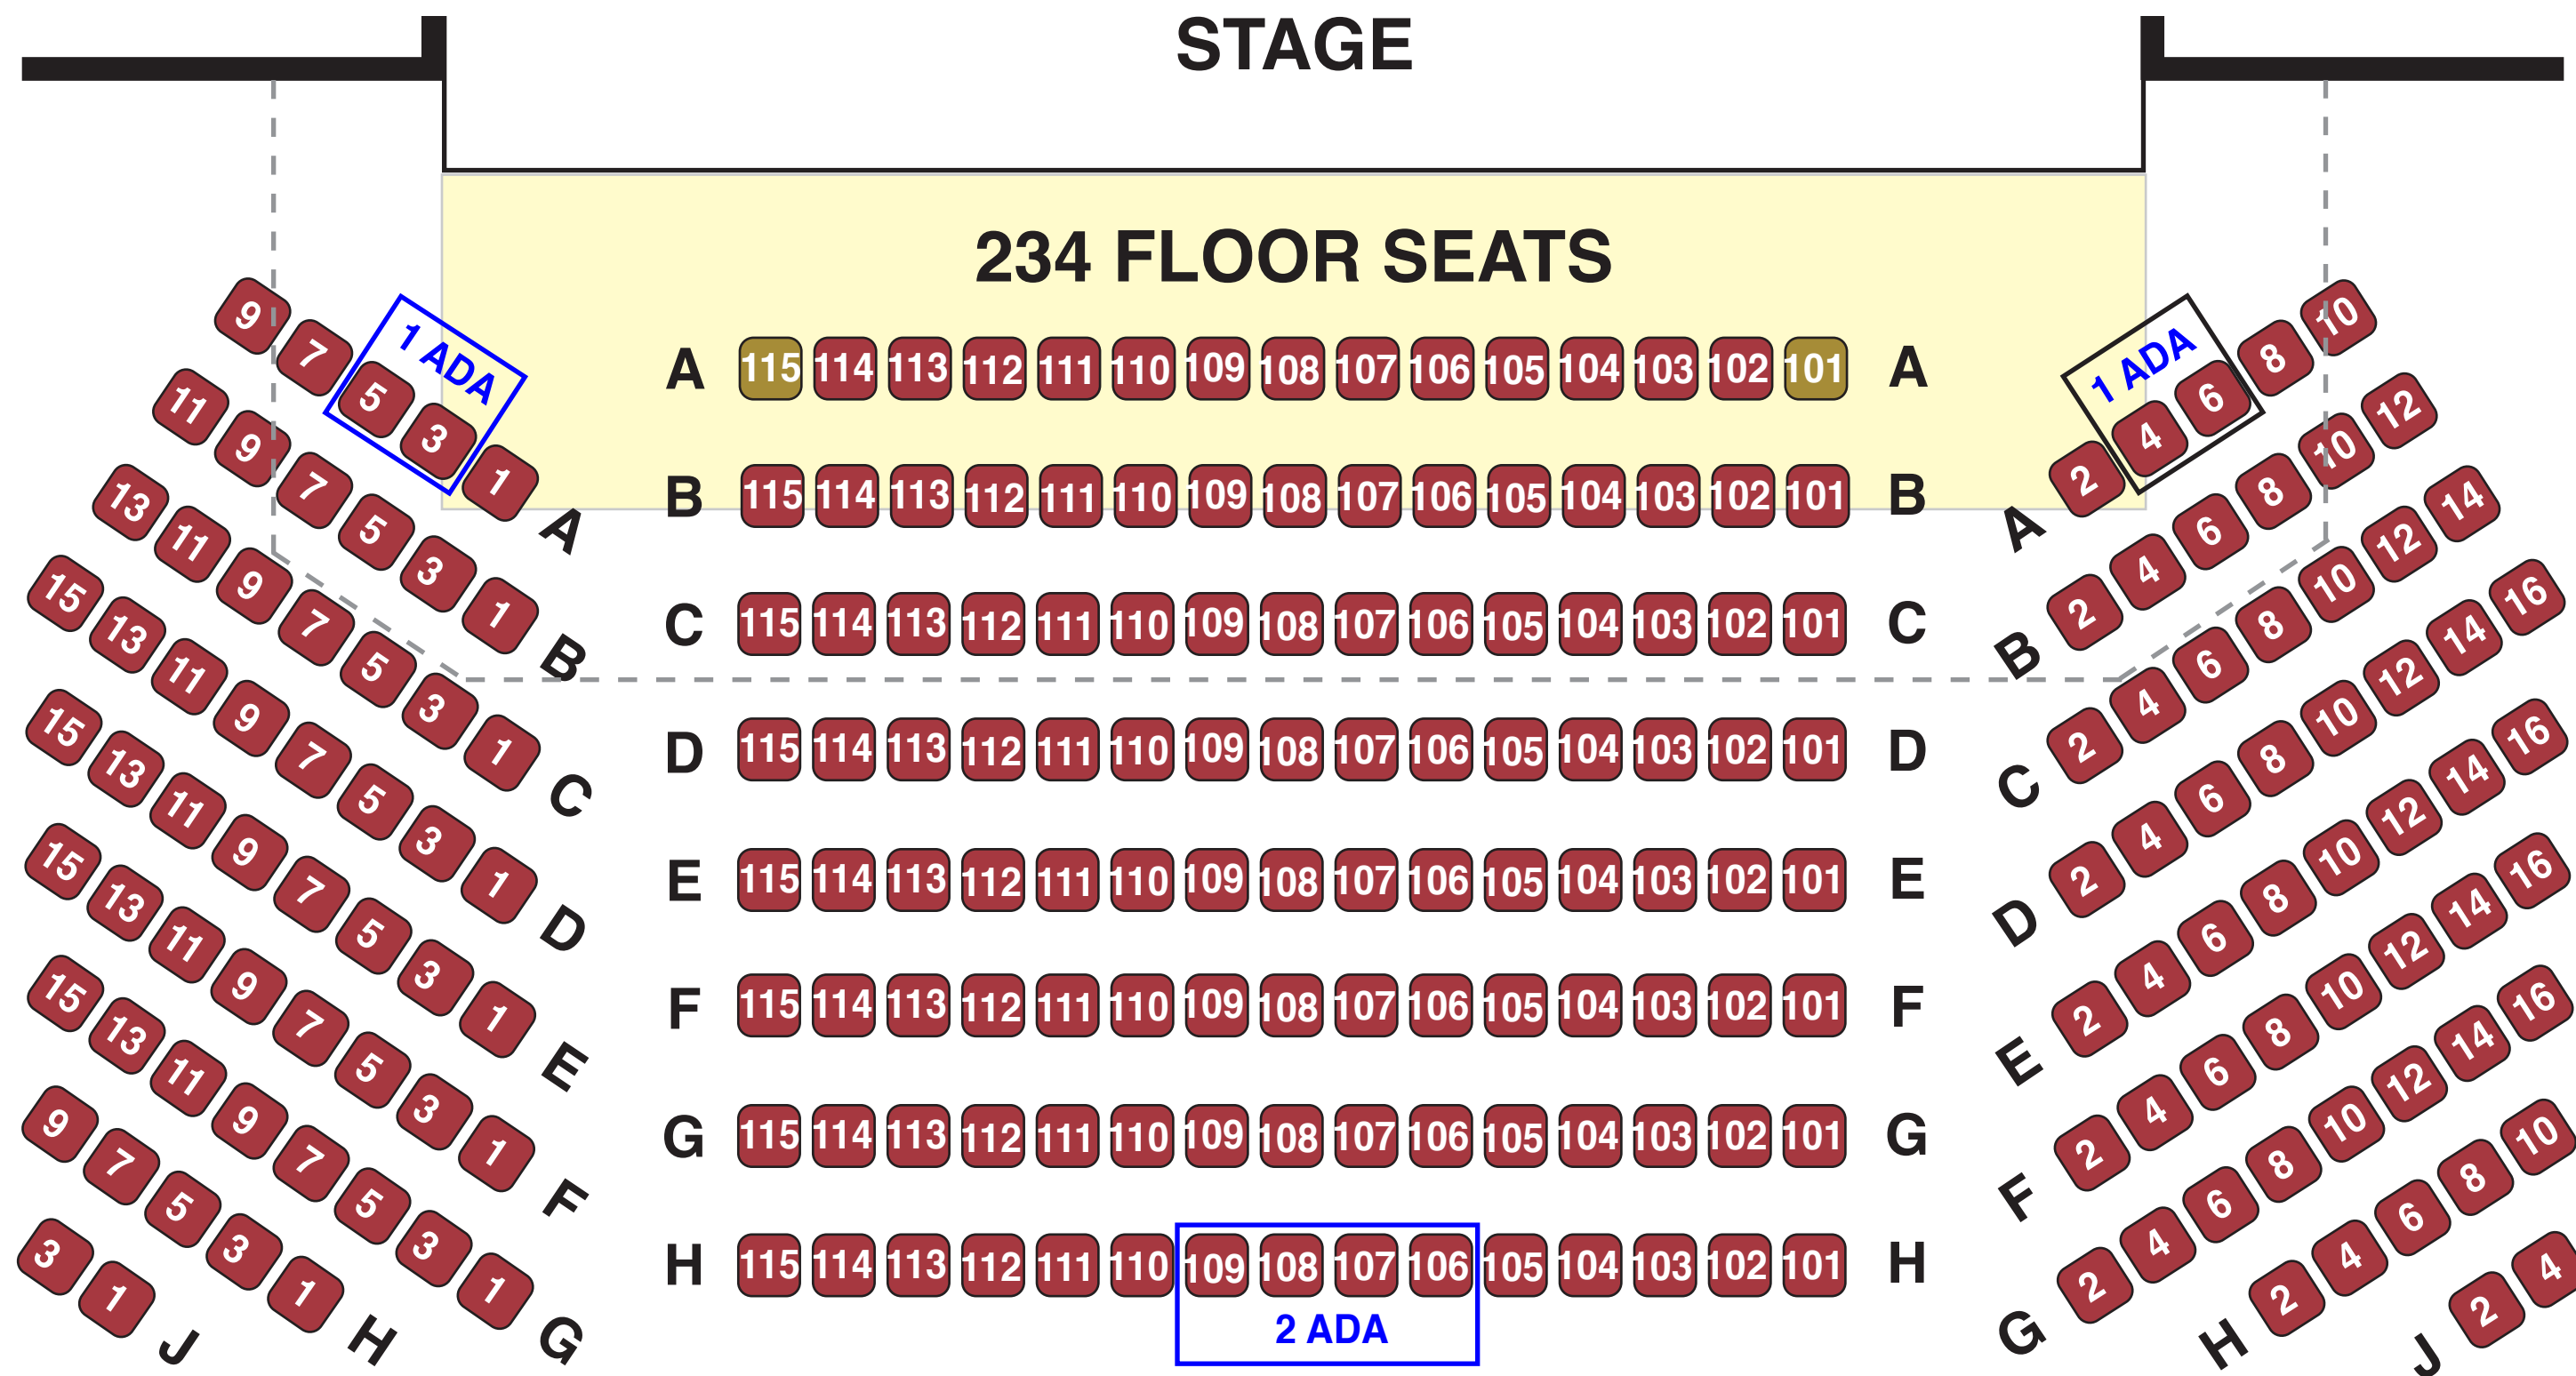 STAGE
234 FLOOR SEATS
9 7 5 3 1 A
1 ADA
11 9 7 5 3 1 B
13 11 9 7 5 3 1 C
15 13 11 9 7 5 3 1 D
15 13 11 9 7 5 3 1 E
15 13 11 9 7 5 3 1 F
15 13 11 9 7 5 3 1 G
9 7 5 3 1 H
3 1 J
A 115 114 113 112 111 110 109 108 107 106 105 104 103 102 101 A
B 115 114 113 112 111 110 109 108 107 106 105 104 103 102 101 B
C 115 114 113 112 111 110 109 108 107 106 105 104 103 102 101 C
D 115 114 113 112 111 110 109 108 107 106 105 104 103 102 101 D
E 115 114 113 112 111 110 109 108 107 106 105 104 103 102 101 E
F 115 114 113 112 111 110 109 108 107 106 105 104 103 102 101 F
G 115 114 113 112 111 110 109 108 107 106 105 104 103 102 101 G
H 115 114 113 112 111 110 109 108 107 106 105 104 103 102 101 H
2 ADA
A 2 4 6 8 10
1 ADA
B 2 4 6 8 10 12
C 2 4 6 8 10 12 14
D 2 4 6 8 10 12 14 16
E 2 4 6 8 10 12 14 16
F 2 4 6 8 10 12 14 16
G 2 4 6 8 10 12 14 16
H 2 4 6 8 10
J 2 4